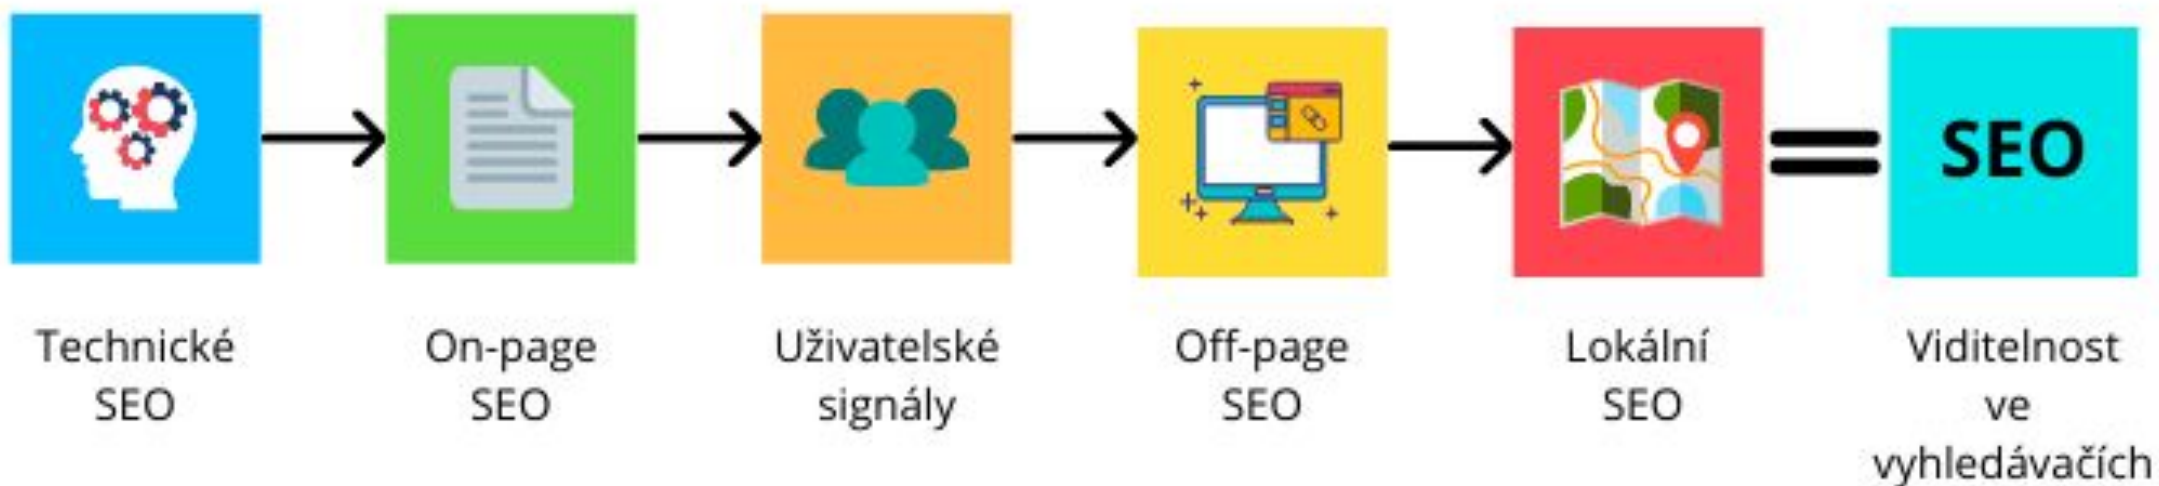 SEO
Technické
SEO
On-page
SEO
Uživatelské
signály
Off-page
SEO
Lokální
SEO
Viditelnost
ve
vyhledávačích